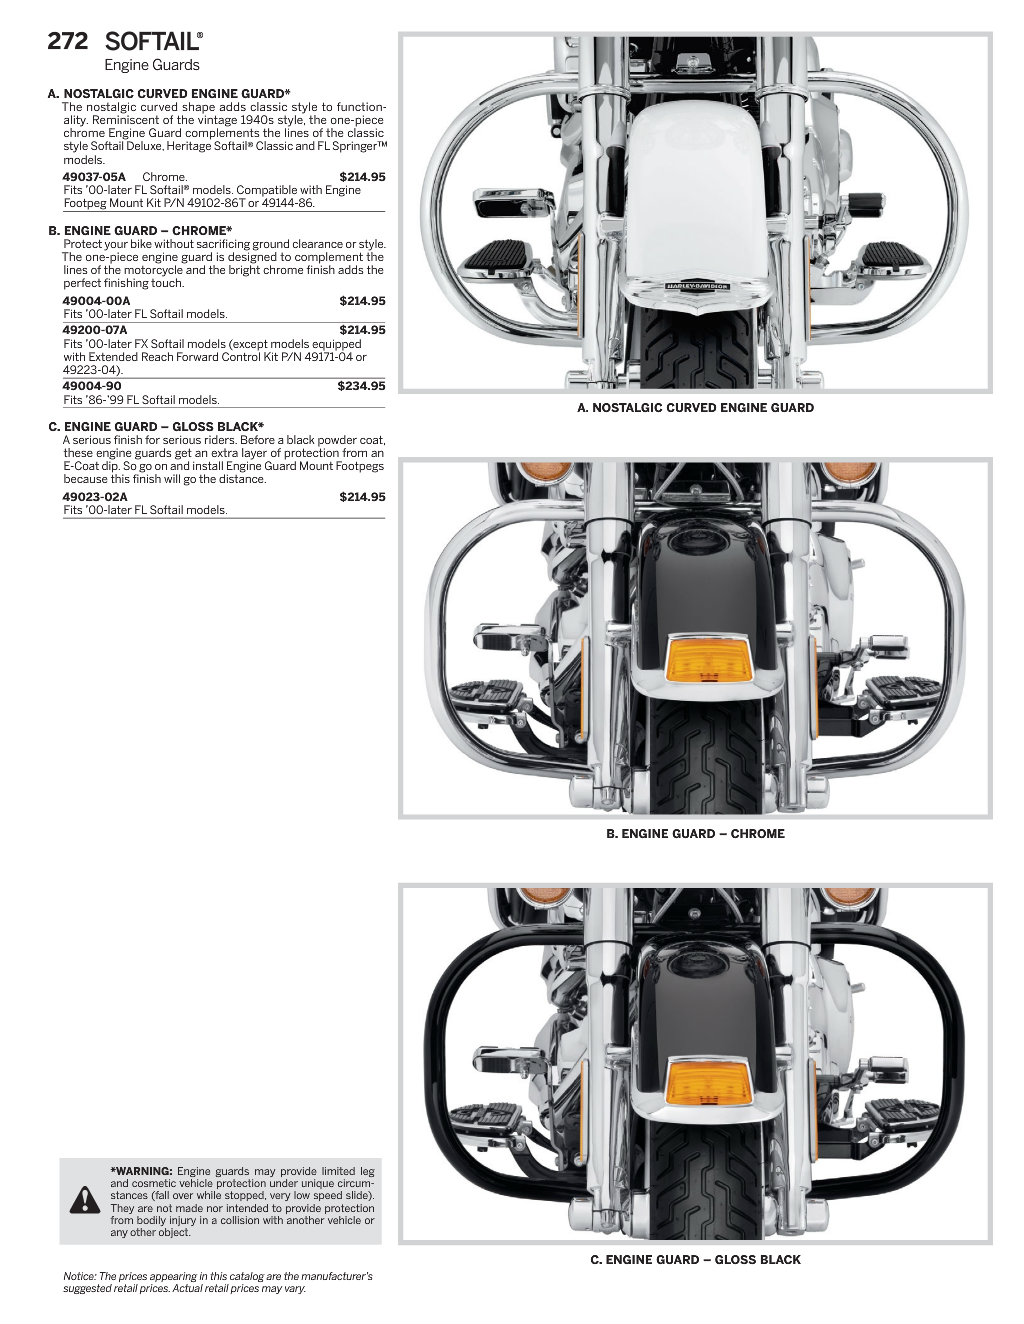 272 SOFTAIL®
Engine Guards
A. NOSTALGIC CURVED ENGINE GUARD*
The nostalgic curved shape adds classic style to function-
ality. Reminiscent of the vintage 1940s style, the one-piece
chrome Engine Guard complements the lines of the classic
style Softail Deluxe, Heritage Softail® Classic and FL Springer™
models.
49037-05A Chrome. $214.95
Fits ’00-later FL Softail® models. Compatible with Engine
Footpeg Mount Kit P/N 49102-86T or 49144-86.
B. ENGINE GUARD – CHROME*
Protect your bike without sacrificing ground clearance or style.
The one-piece engine guard is designed to complement the
lines of the motorcycle and the bright chrome finish adds the
perfect finishing touch.
49004-00A $214.95
Fits ’00-later FL Softail models.
49200-07A $214.95
Fits ’00-later FX Softail models (except models equipped
with Extended Reach Forward Control Kit P/N 49171-04 or
49223-04).
49004-90 $234.95
Fits ’86-’99 FL Softail models.
C. ENGINE GUARD – GLOSS BLACK*
A serious finish for serious riders. Before a black powder coat,
these engine guards get an extra layer of protection from an
E-Coat dip. So go on and install Engine Guard Mount Footpegs
because this finish will go the distance.
49023-02A $214.95
Fits ’00-later FL Softail models.
HARLEY-DAVIDSON
A. NOSTALGIC CURVED ENGINE GUARD
B. ENGINE GUARD – CHROME
C. ENGINE GUARD – GLOSS BLACK
*WARNING: Engine guards may provide limited leg
and cosmetic vehicle protection under unique circum-
stances (fall over while stopped, very low speed slide).
They are not made nor intended to provide protection
from bodily injury in a collision with another vehicle or
any other object.
Notice: The prices appearing in this catalog are the manufacturer's
suggested retail prices. Actual retail prices may vary.